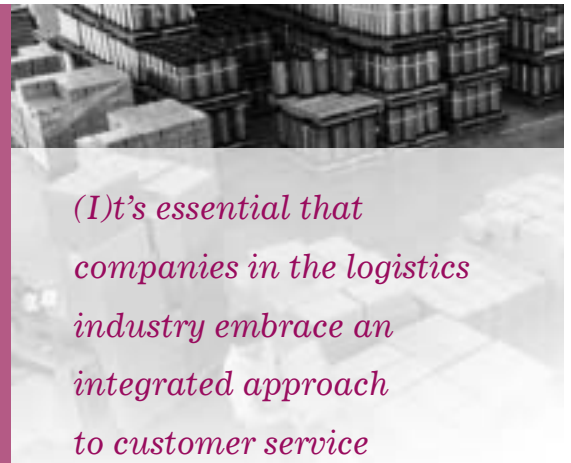 (I)t’s essential that
companies in the logistics
industry embrace an
integrated approach
to customer service